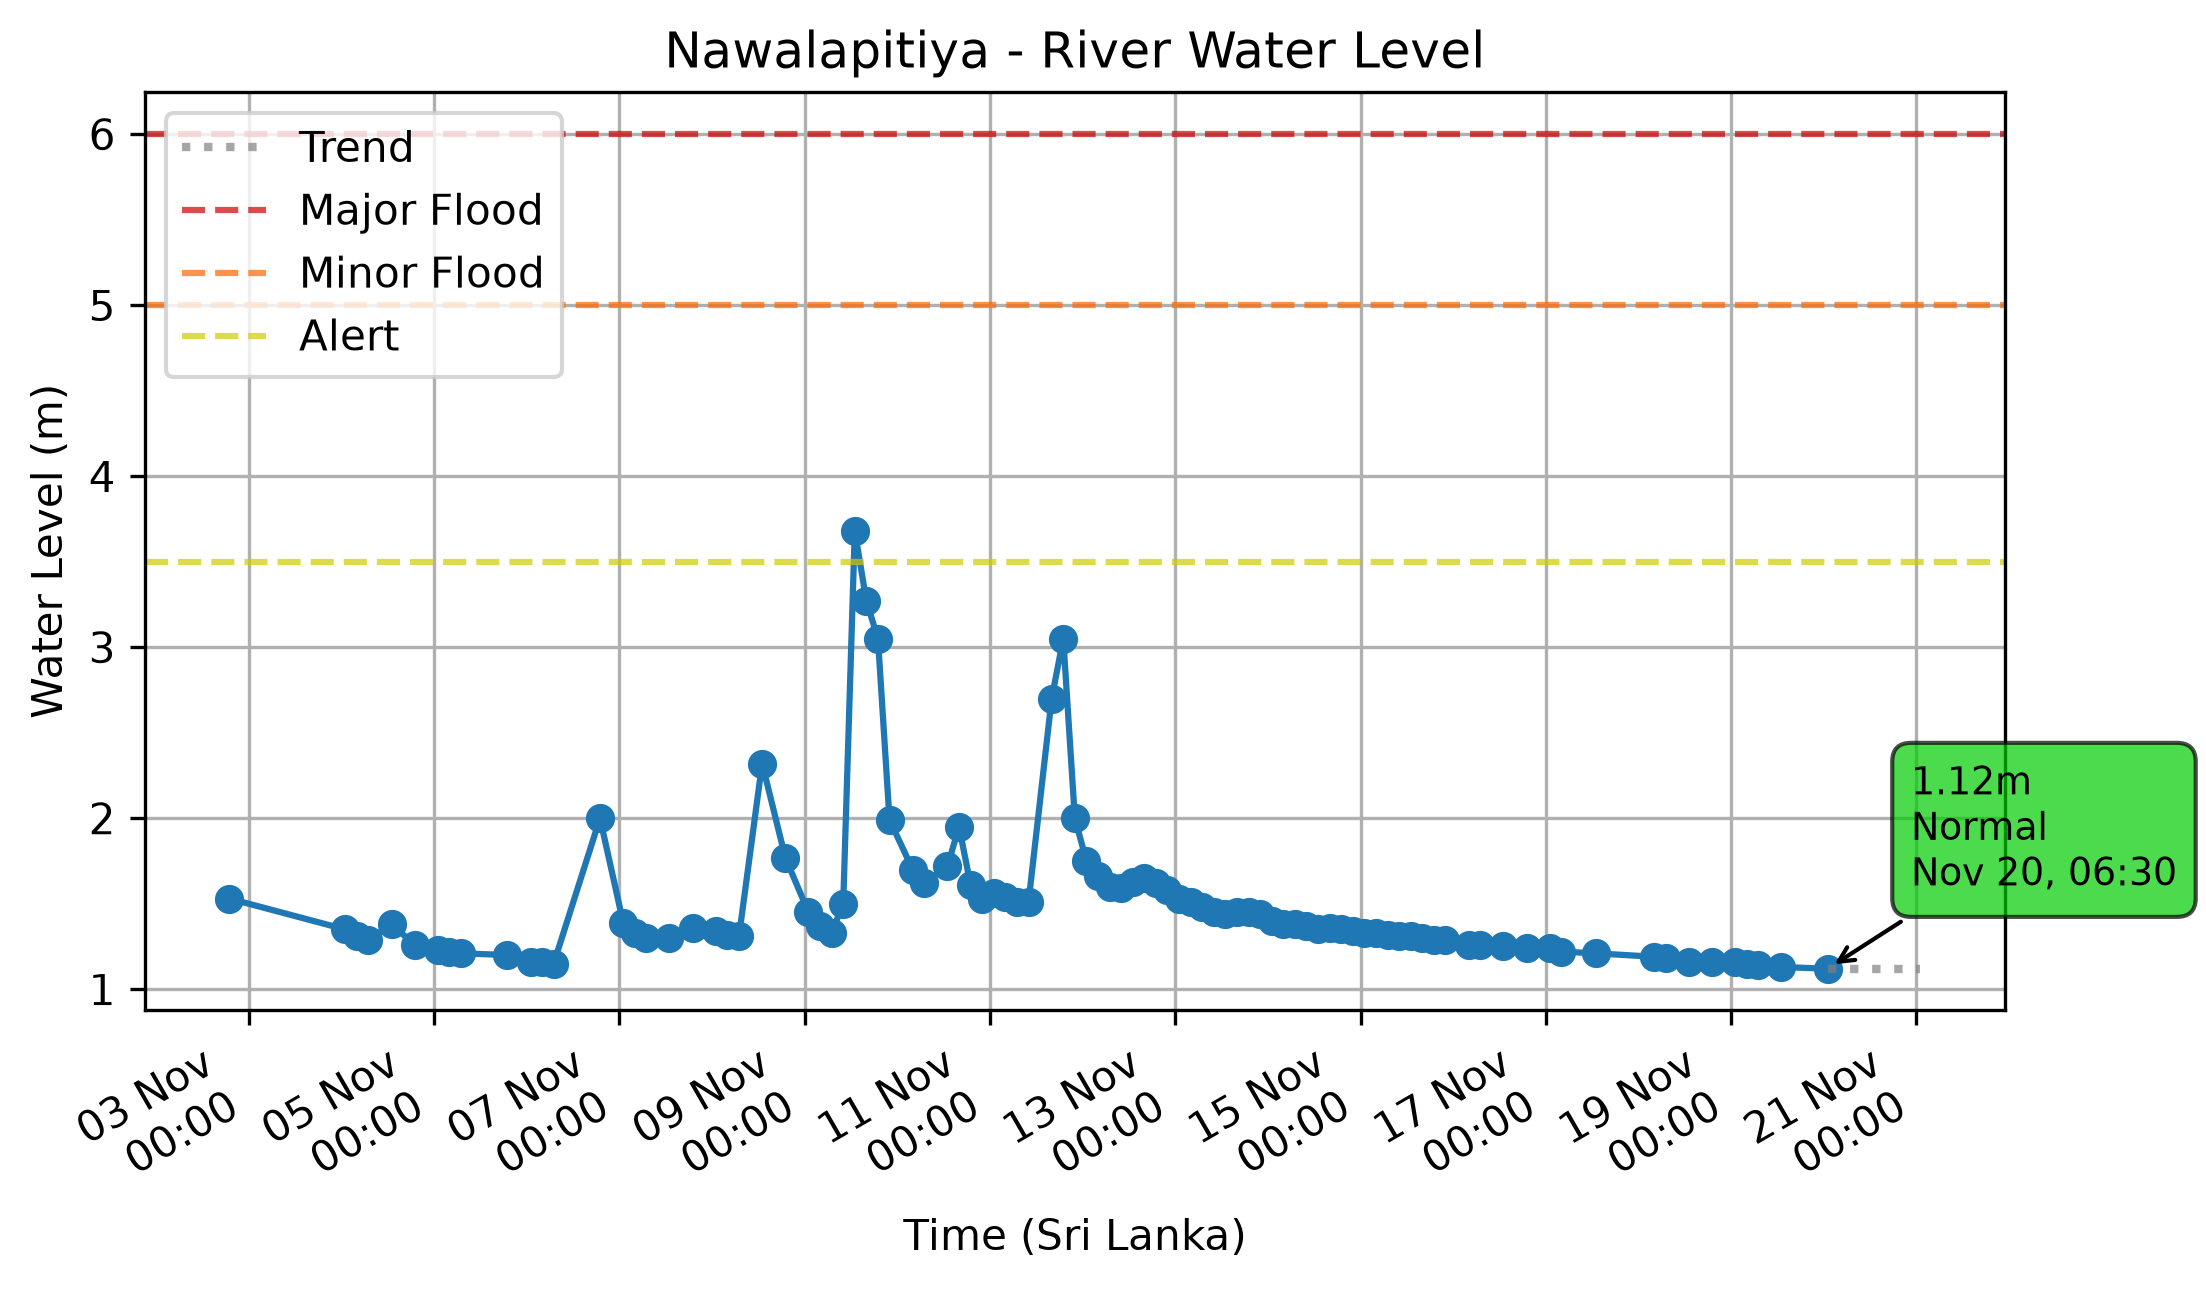 Nawalapitiya - River Water Level
Trend
Major Flood
Minor Flood
Alert
Water Level (m)
6
5
4
3
2
1
1.12m
Normal
Nov 20, 06:30
03 Nov
00:00
05 Nov
00:00
07 Nov
00:00
09 Nov
00:00
11 Nov
00:00
13 Nov
00:00
15 Nov
00:00
17 Nov
00:00
19 Nov
00:00
21 Nov
00:00
Time (Sri Lanka)